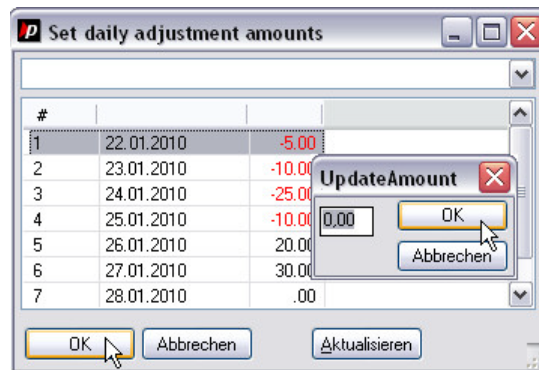 Set daily adjustment amounts
#
1 22.01.2010 -5.00
2 23.01.2010 -10.00
3 24.01.2010 -25.00
4 25.01.2010 -10.00
5 26.01.2010 20.00
6 27.01.2010 30.00
7 28.01.2010 .00
UpdateAmount
0,00 OK
Abbrechen
OK Abbrechen Aktualisieren